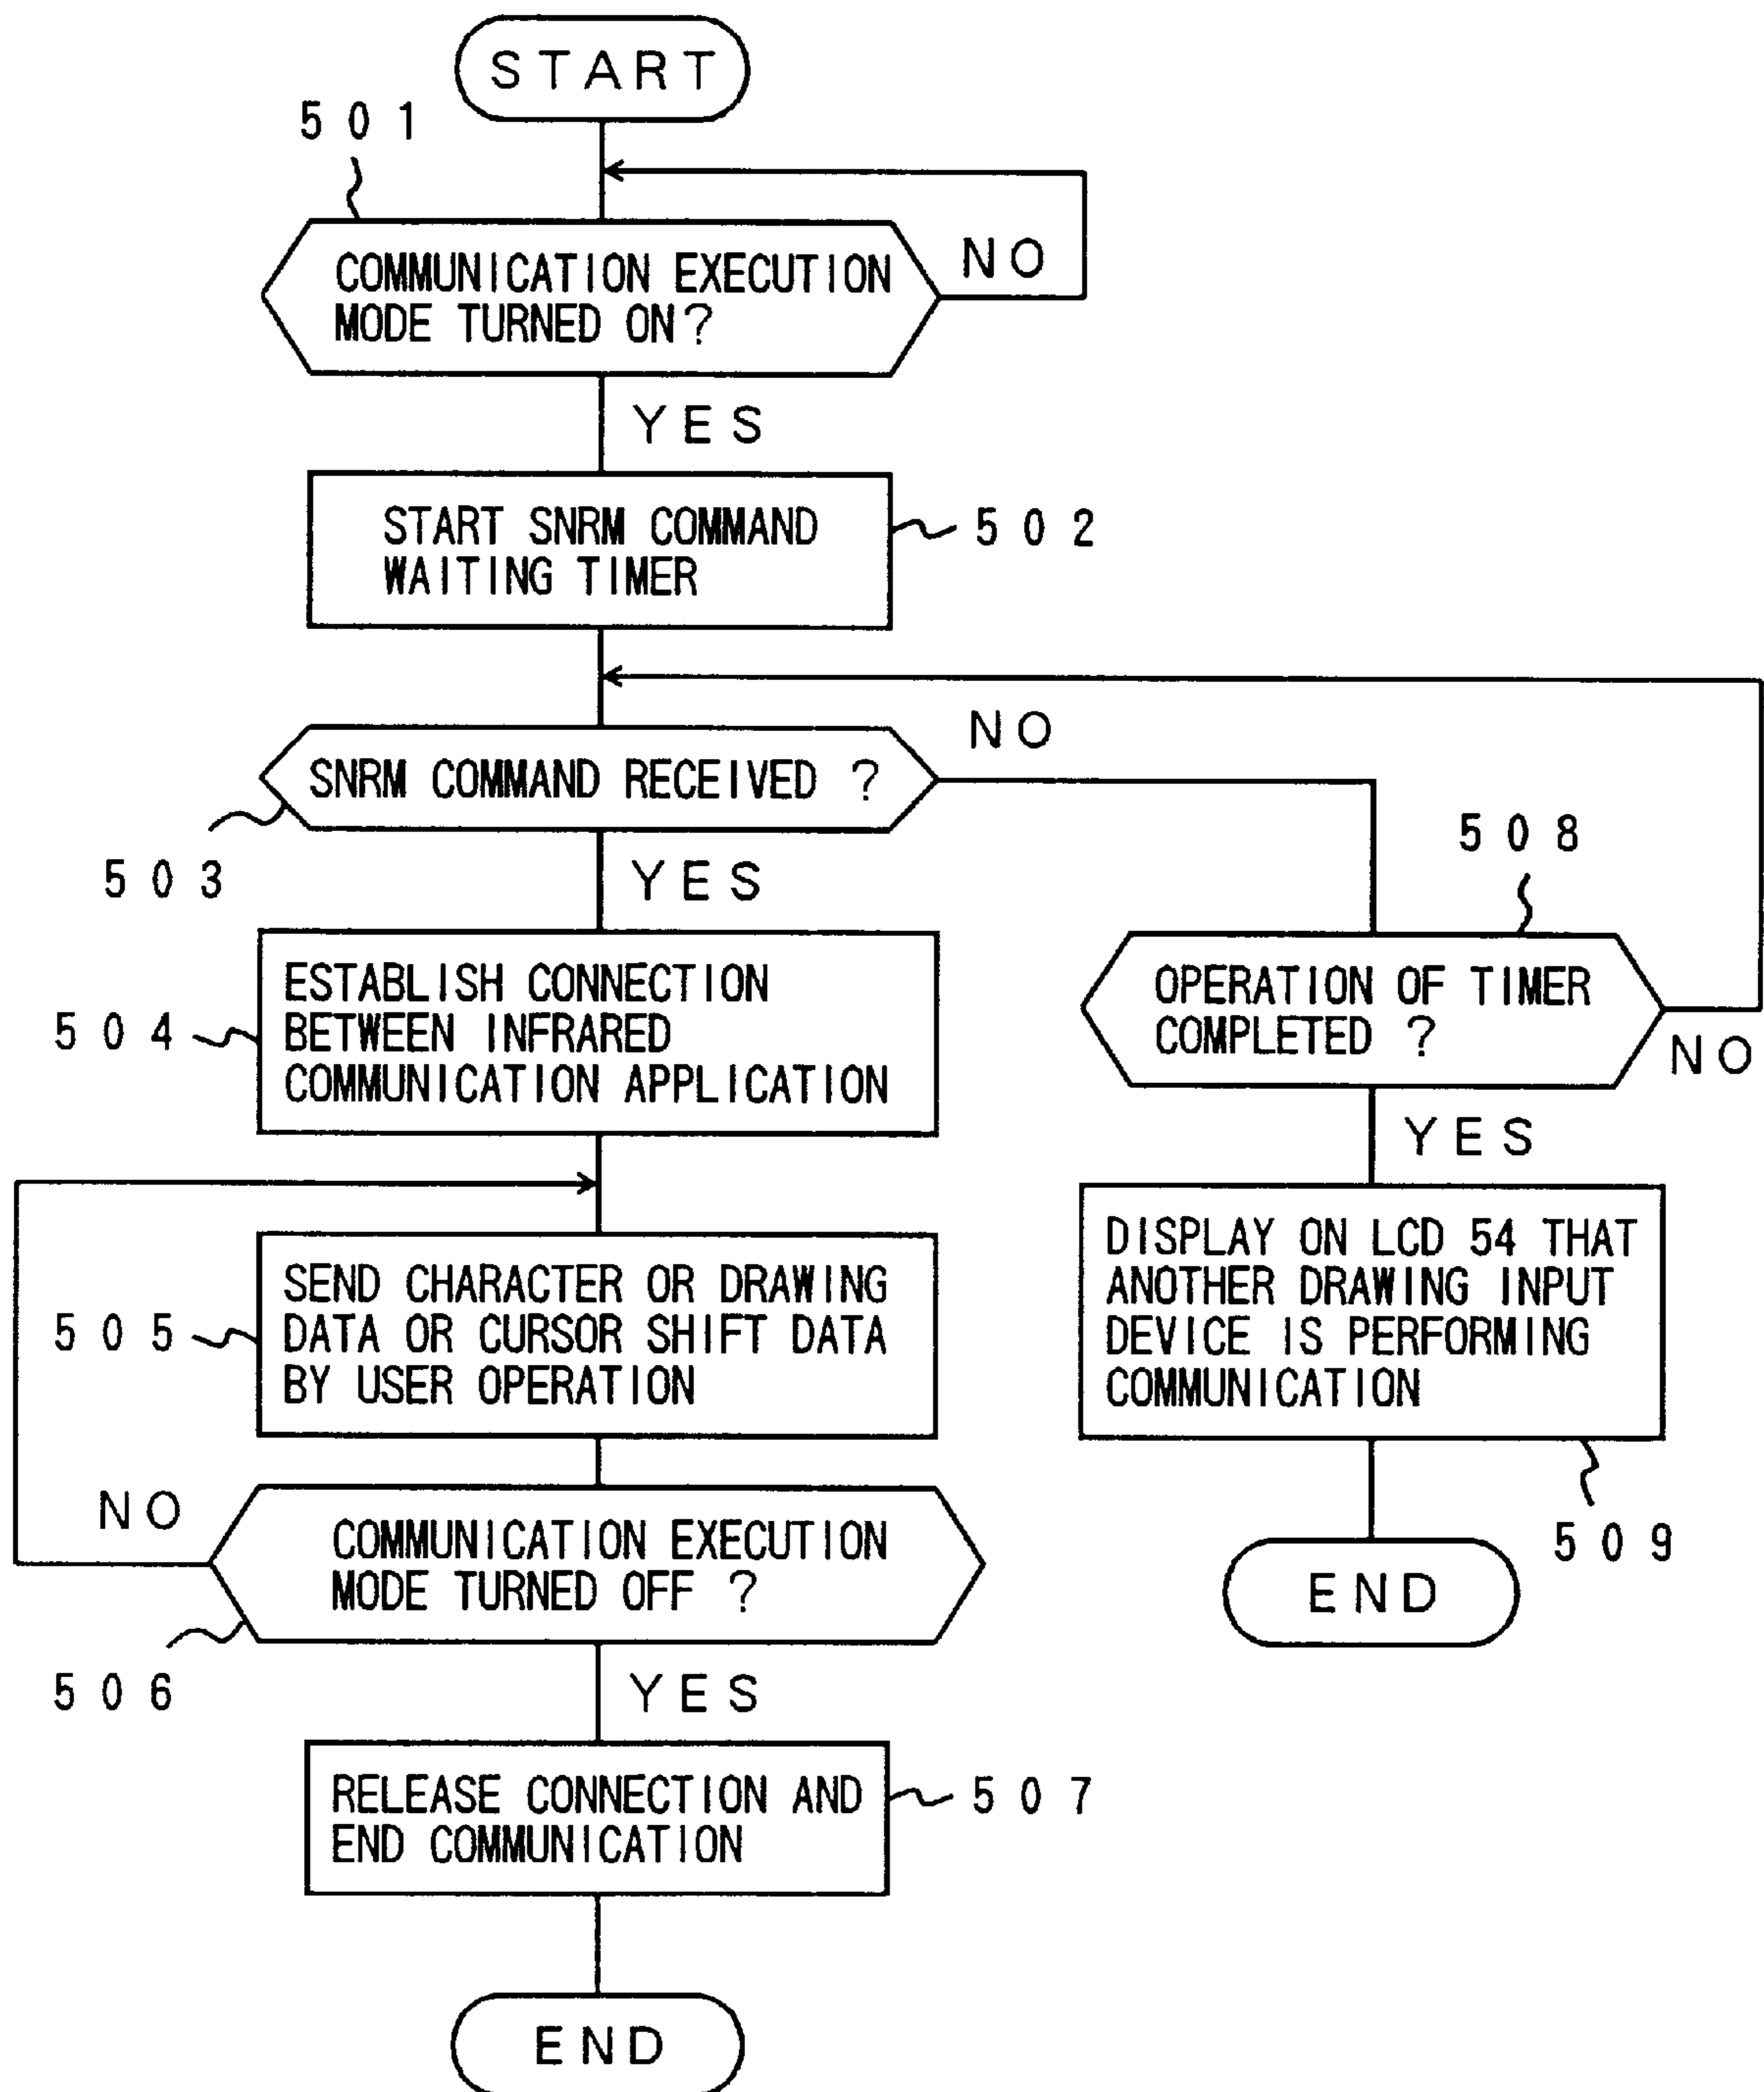 START
501
COMMUNICATION EXECUTION
MODE TURNED ON?
NO
YES
START SNRM COMMAND
WAITING TIMER
502
SNRM COMMAND RECEIVED ?
NO
503
YES
508
ESTABLISH CONNECTION
BETWEEN INFRARED
COMMUNICATION APPLICATION
504
OPERATION OF TIMER
COMPLETED ?
NO
YES
SEND CHARACTER OR DRAWING
DATA OR CURSOR SHIFT DATA
BY USER OPERATION
505
DISPLAY ON LCD 54 THAT
ANOTHER DRAWING INPUT
DEVICE IS PERFORMING
COMMUNICATION
509
END
NO
COMMUNICATION EXECUTION
MODE TURNED OFF ?
506
YES
RELEASE CONNECTION AND
END COMMUNICATION
507
END